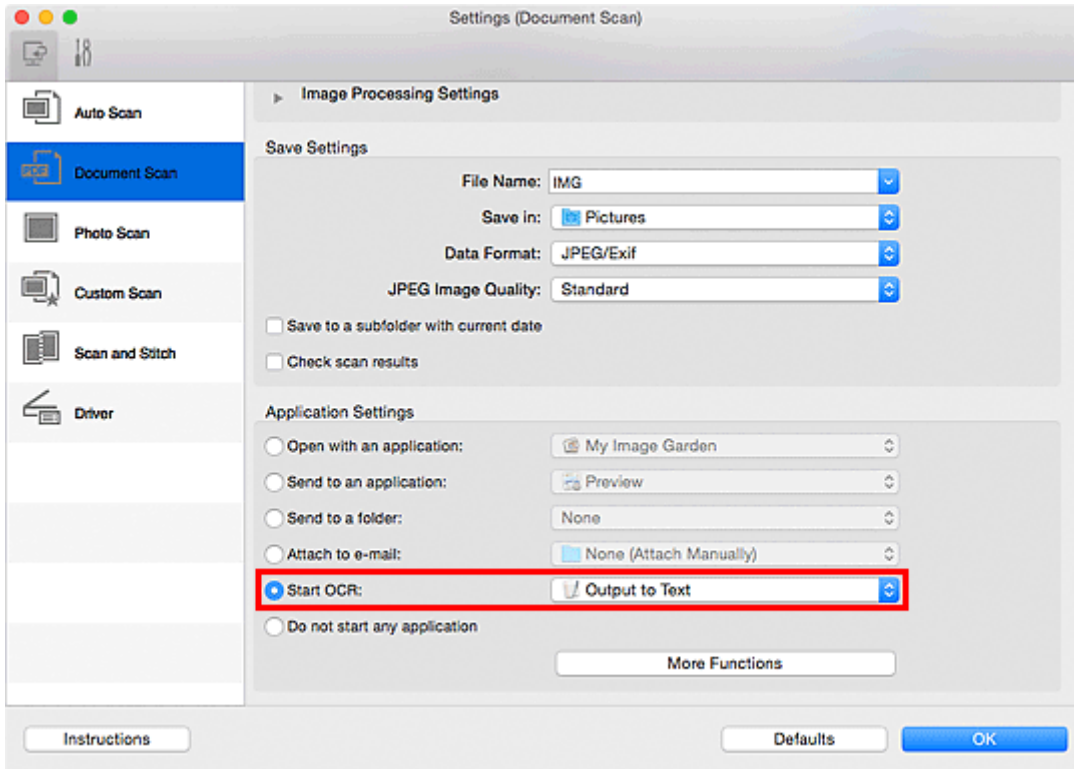 Settings (Document Scan)
Auto Scan
Document Scan
Photo Scan
Custom Scan
Scan and Stitch
Driver
Image Processing Settings
Save Settings
File Name: IMG
Save in: Pictures
Data Format: JPEG/Exif
JPEG Image Quality: Standard
Save to a subfolder with current date
Check scan results
Application Settings
Open with an application: My Image Garden
Send to an application: Preview
Send to a folder: None
Attach to e-mail: None (Attach Manually)
Start OCR: Output to Text
Do not start any application
More Functions
Instructions Defaults OK